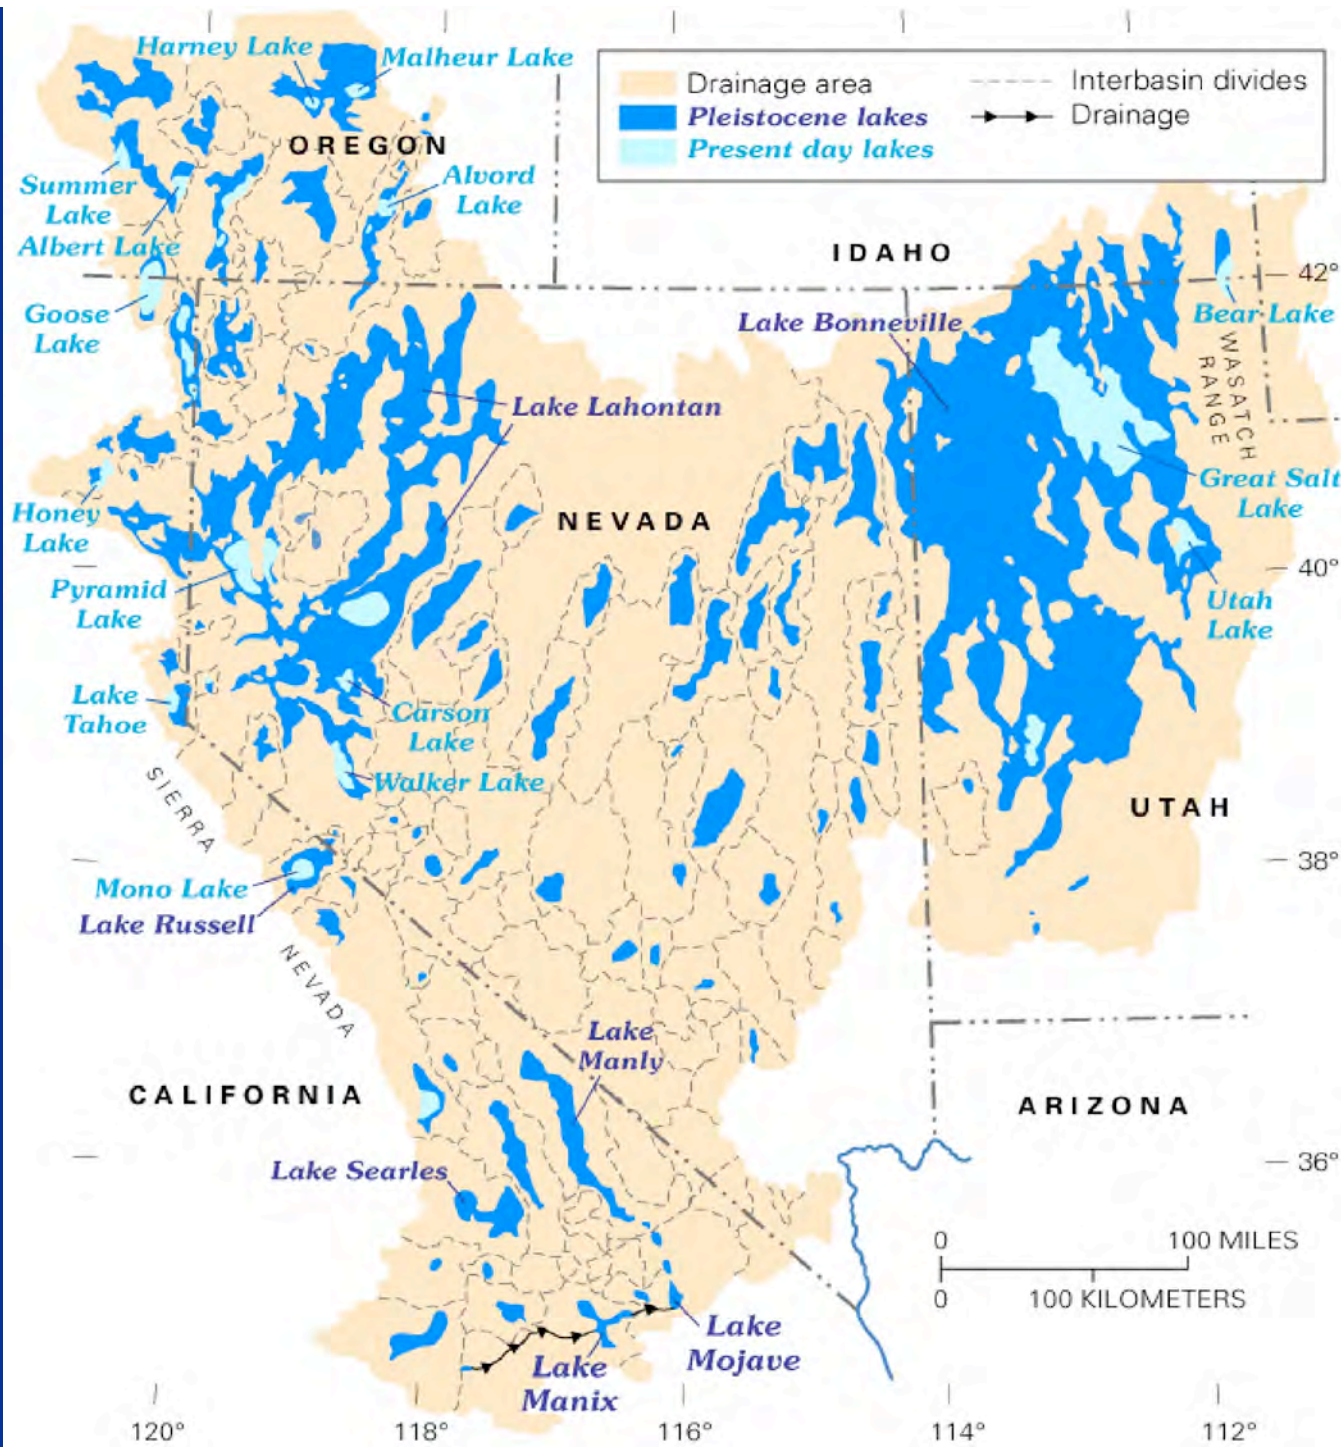 Harney Lake
Malheur Lake
Drainage area
Pleistocene lakes
Present day lakes
Interbasin divides
Drainage
OREGON
Summer
Lake
Albert Lake
Alvord
Lake
Goose
Lake
IDAHO
42°
Lake Bonneville
Bear Lake
WASATCH
RANGE
Lake Lahontan
Great Salt
Lake
Honey
Lake
NEVADA
40°
Pyramid
Lake
Utah
Lake
Lake
Tahoe
Carson
Lake
Walker Lake
SIERRA
UTAH
38°
Mono Lake
Lake Russell
NEVADA
Lake
Manly
CALIFORNIA
ARIZONA
Lake Searles
36°
0 100 MILES
0 100 KILOMETERS
Lake
Mojave
Lake
Manix
120° 118° 116° 114° 112°